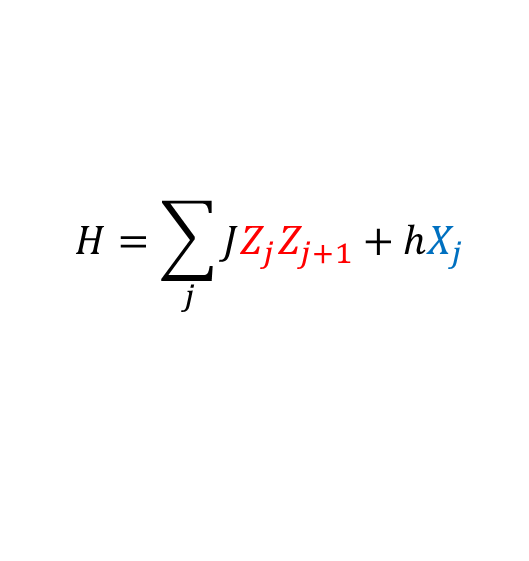 H = ∑_j J Z_j Z_{j+1} + h X_j